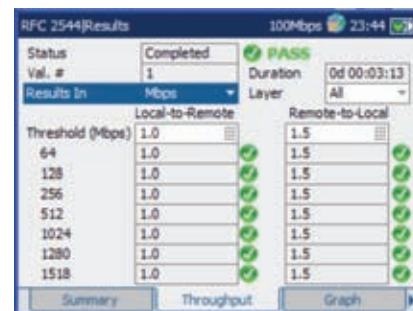 RFC 2544|Results 100Mbps 23:44
Status Completed PASS
Val. # 1 Duration 0d 00:03:13
Results In Mbps Layer All
Local-to-Remote Remote-to-Local
Threshold (Mbps) 1.0 1.5
64 1.0 1.5
128 1.0 1.5
256 1.0 1.5
512 1.0 1.5
1024 1.0 1.5
1280 1.0 1.5
1518 1.0 1.5
Summary Throughput Graph